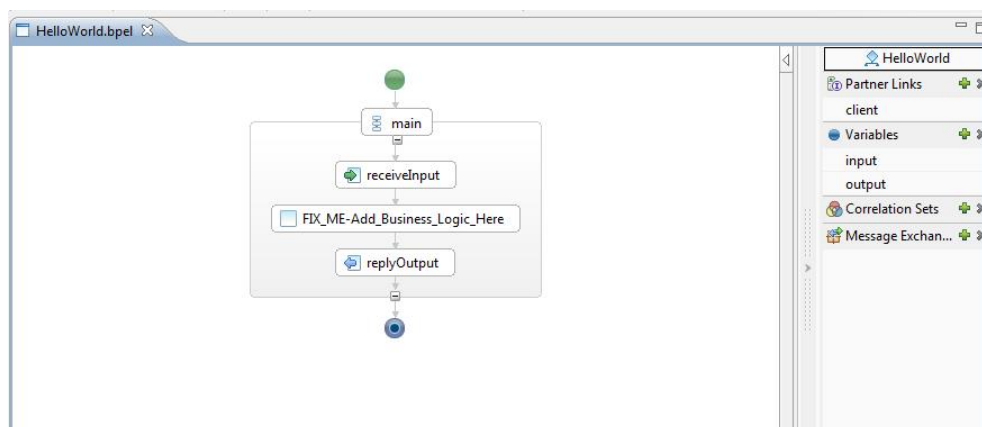 HelloWorld.bpel
main
receiveInput
FIX_ME-Add_Business_Logic_Here
replyOutput
HelloWorld
Partner Links
client
Variables
input
output
Correlation Sets
Message Exchan...